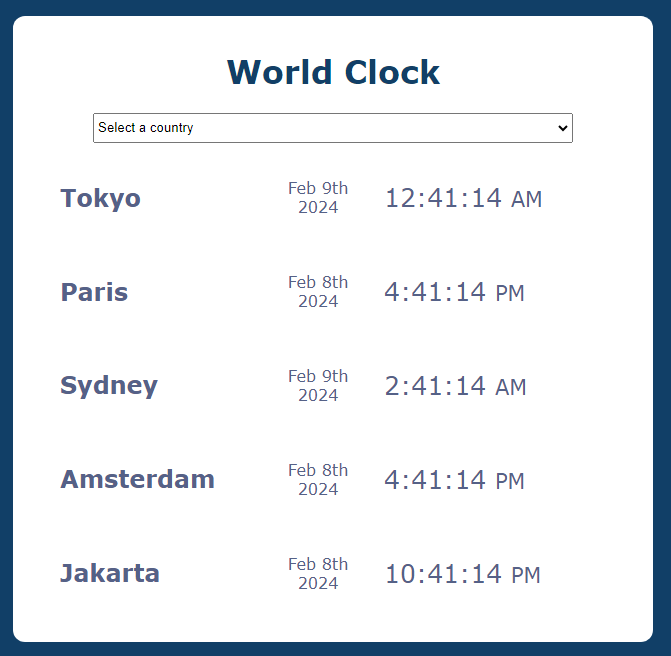 World Clock
Select a country
Tokyo
Feb 9th
2024
12:41:14 AM
Paris
Feb 8th
2024
4:41:14 PM
Sydney
Feb 9th
2024
2:41:14 AM
Amsterdam
Feb 8th
2024
4:41:14 PM
Jakarta
Feb 8th
2024
10:41:14 PM